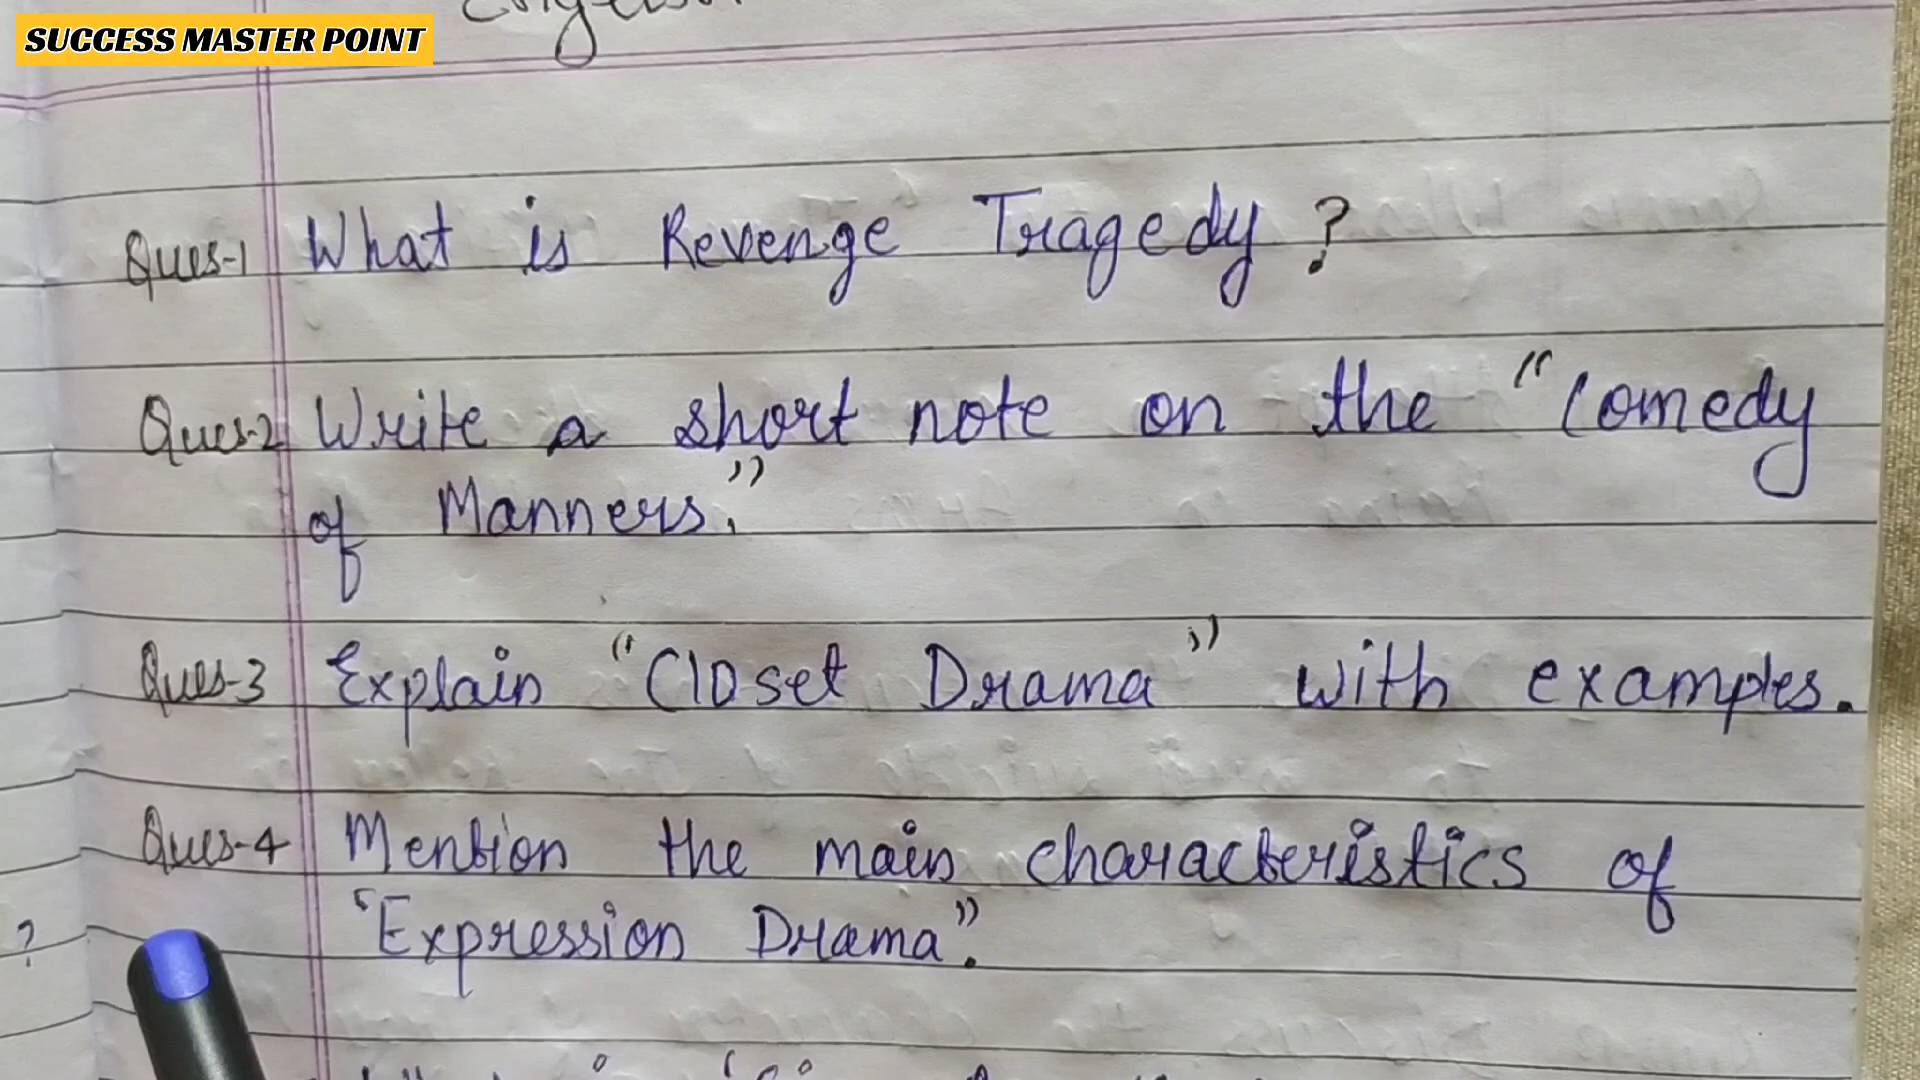 SUCCESS MASTER POINT
English
Ques-1 What is Revenge Tragedy ?
Ques-2 Write a short note on the "Comedy
of Manners."
Ques-3 Explain "Closet Drama" with examples.
Ques-4 Mention the main characteristics of
"Expression Drama".
?